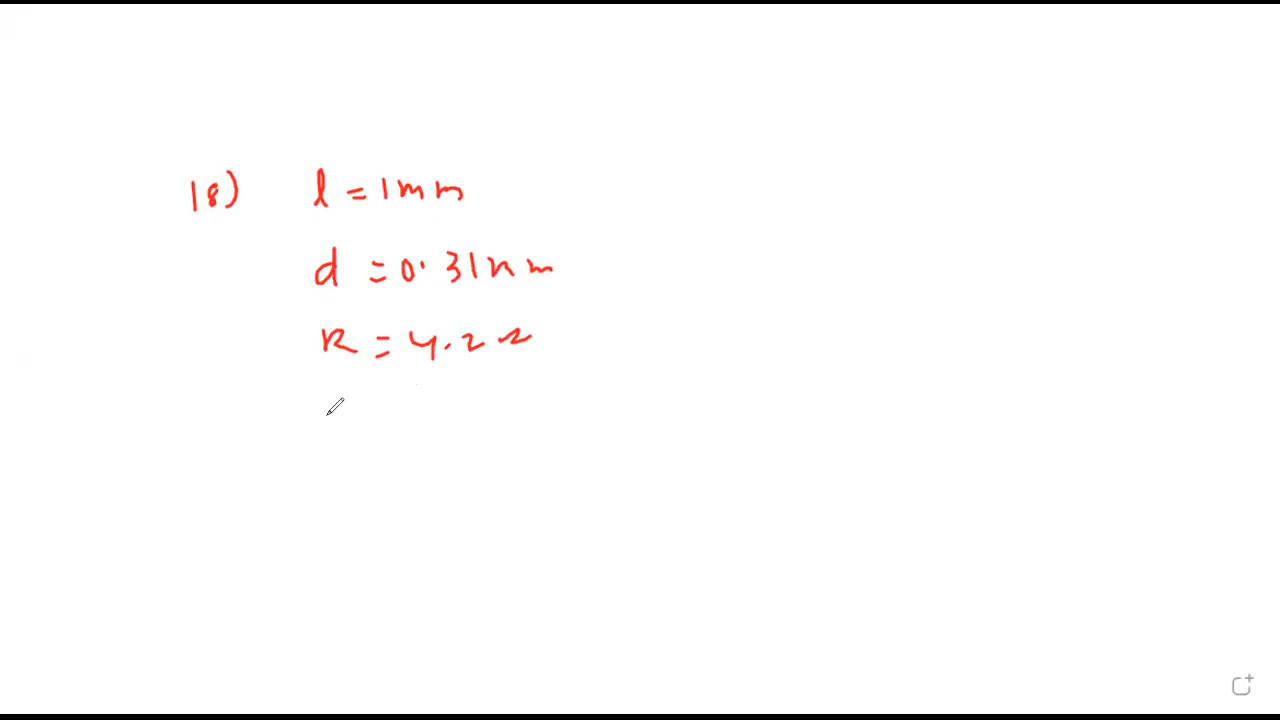 18) l = 1mm
d = 0.31nm
R = 4.2Ω